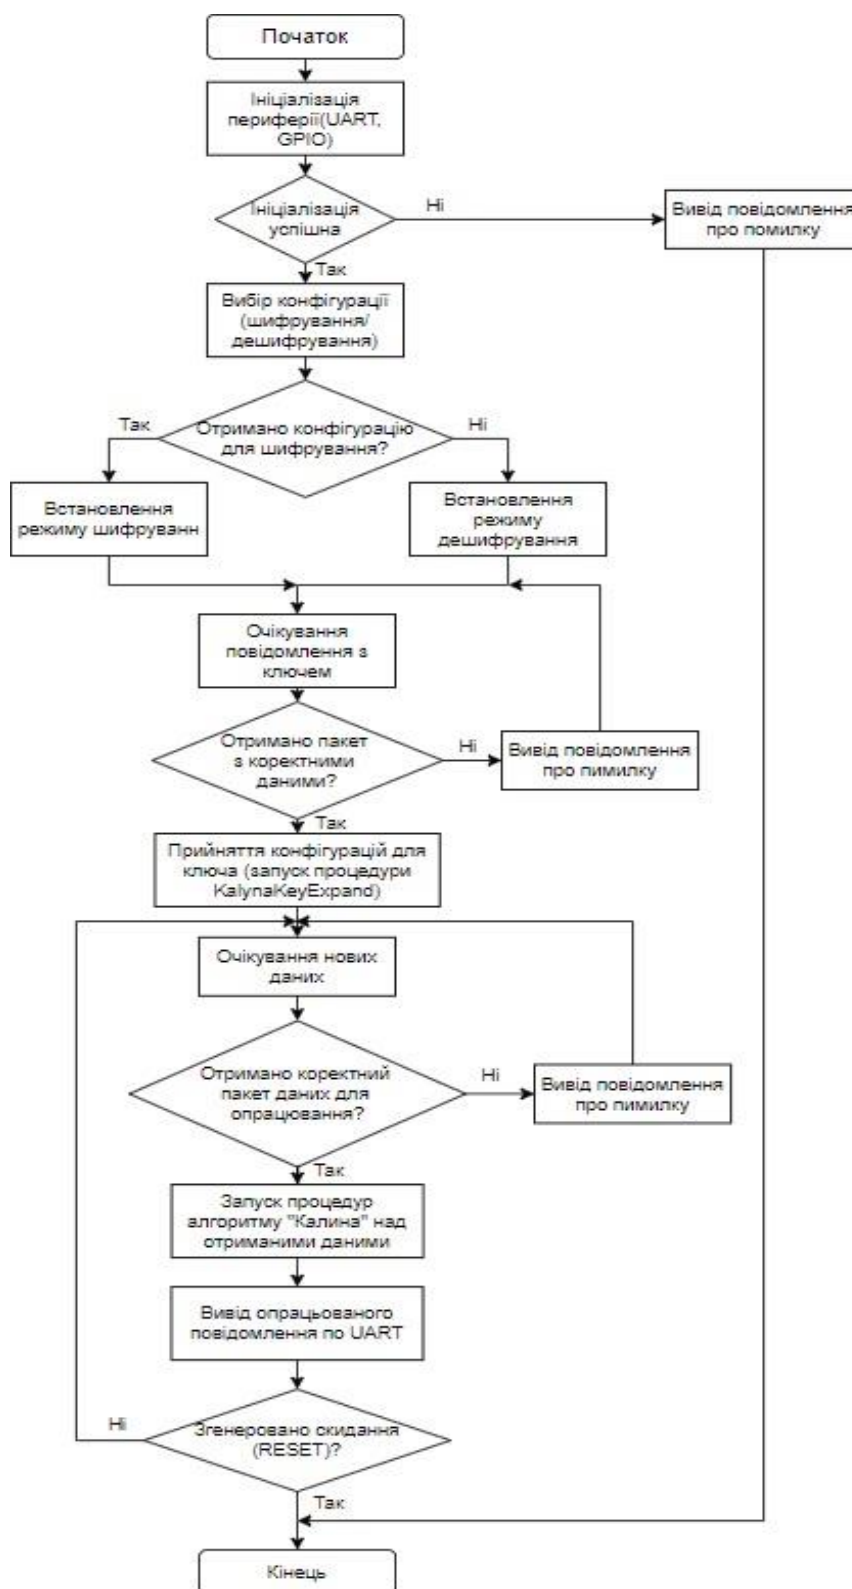 Початок
Ініціалізація
периферії(UART,
GPIO)
Ініціалізація
успішна
Ні
Вивід повідомлення
про помилку
Так
Вибір конфігурації
(шифрування/
дешифрування)
Так
Отримано конфігурацію
для шифрування?
Ні
Встановлення
режиму шифруванн
Встановлення
режиму
дешифрування
Очікування
повідомлення з
ключем
Отримано пакет
з коректними
даними?
Ні
Вивід повідомлення
про пимилку
Так
Прийняття конфігурацій для
ключа (запуск процедури
KalynaKeyExpand)
Очікування нових
даних
Отримано коректний
пакет даних для
опрацювання?
Ні
Вивід повідомлення
про пимилку
Так
Запуск процедур
алгоритму "Калина" над
отриманими даними
Вивід опрацьованого
повідомлення по UART
Ні
Згенеровано скидання
(RESET)?
Так
Кінець